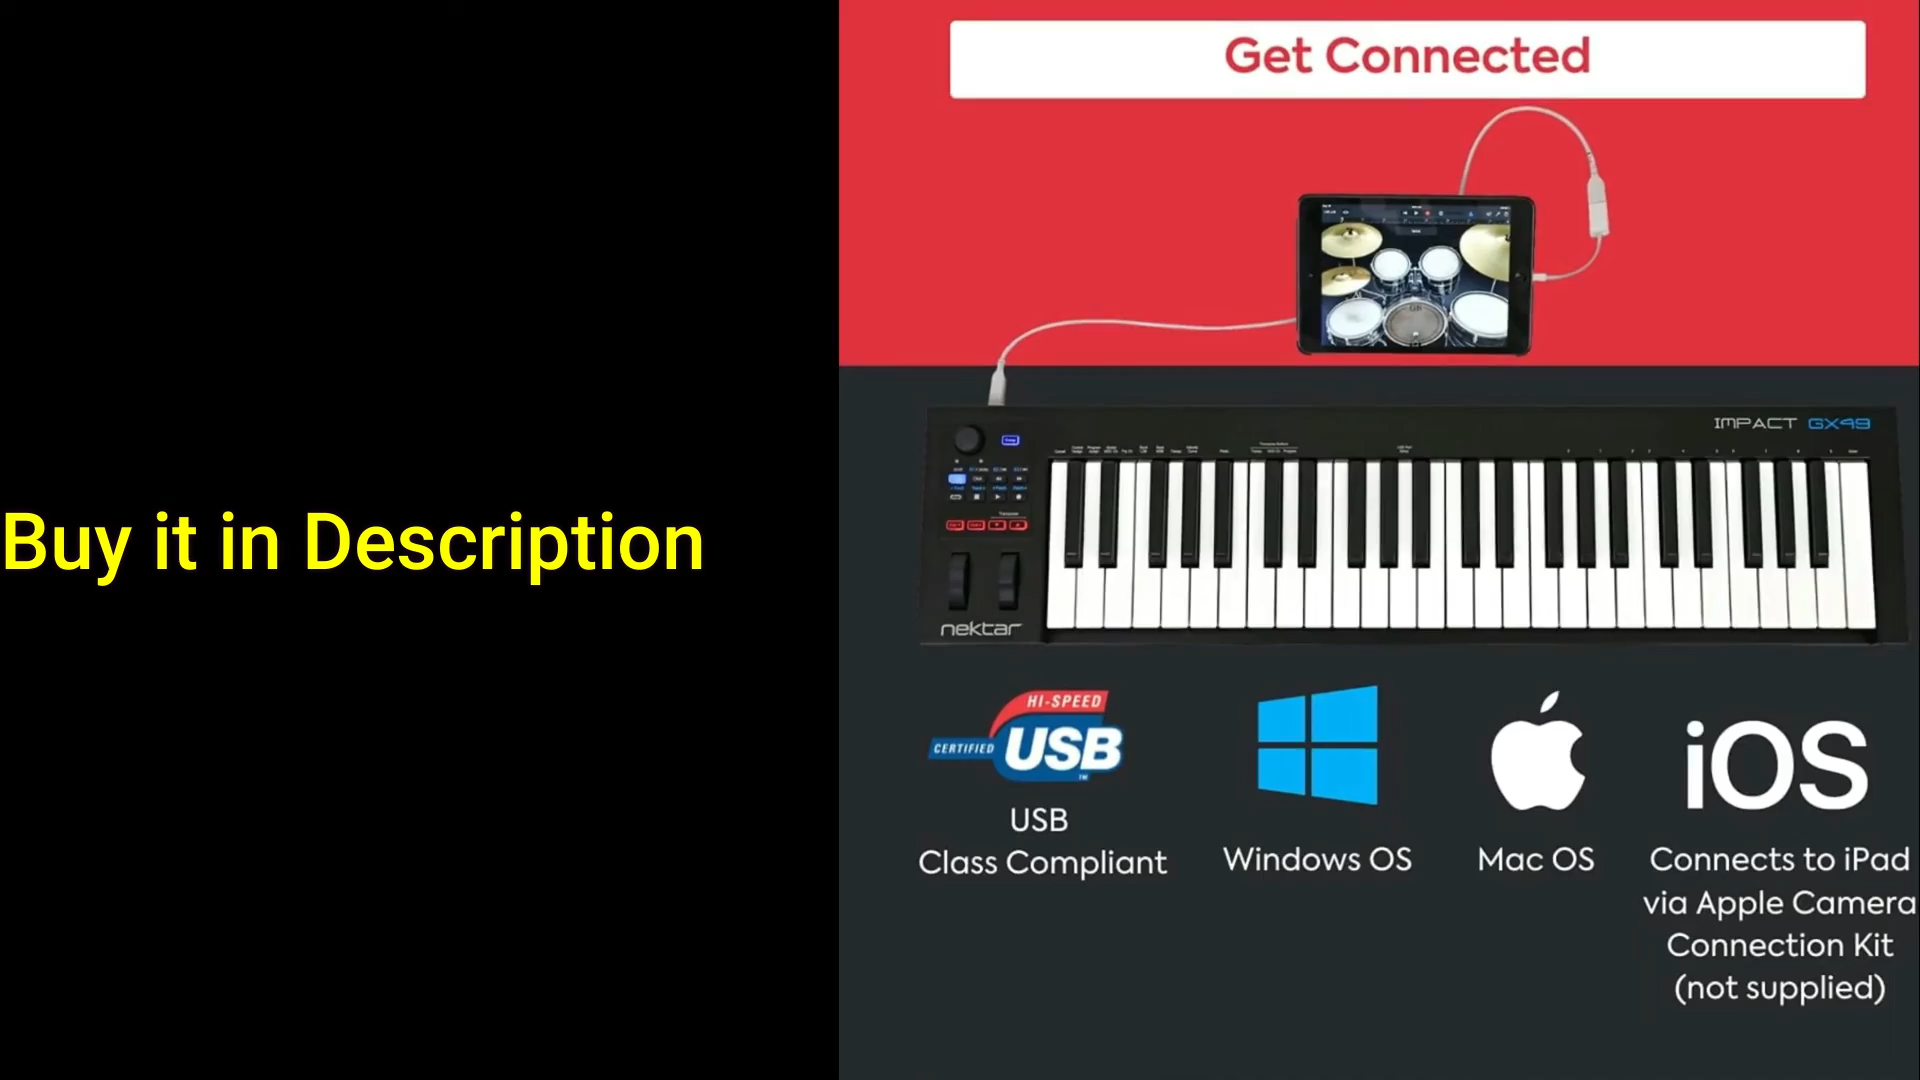 Buy it in Description
Get Connected
IMPACT GX49
nektar
HI-SPEED
CERTIFIED USB
TM
USB
Class Compliant
Windows OS
Mac OS
iOS
Connects to iPad
via Apple Camera
Connection Kit
(not supplied)